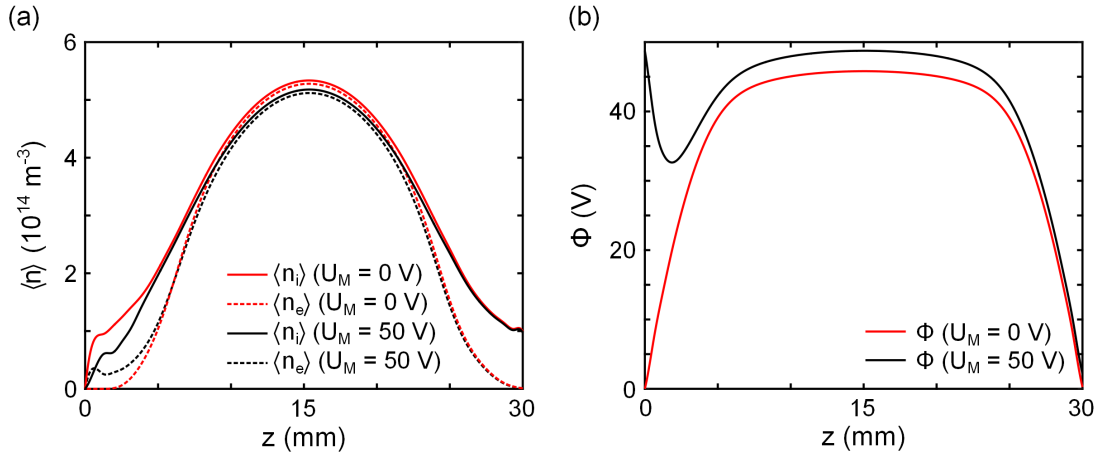 (a)
6
4
2
0
0
15
30
z (mm)
⟨n⟩ (10¹⁴ m⁻³)
⟨nᵢ⟩ (U_M = 0 V)
⟨nₑ⟩ (U_M = 0 V)
⟨nᵢ⟩ (U_M = 50 V)
⟨nₑ⟩ (U_M = 50 V)
(b)
40
20
0
0
15
30
z (mm)
Φ (V)
Φ (U_M = 0 V)
Φ (U_M = 50 V)